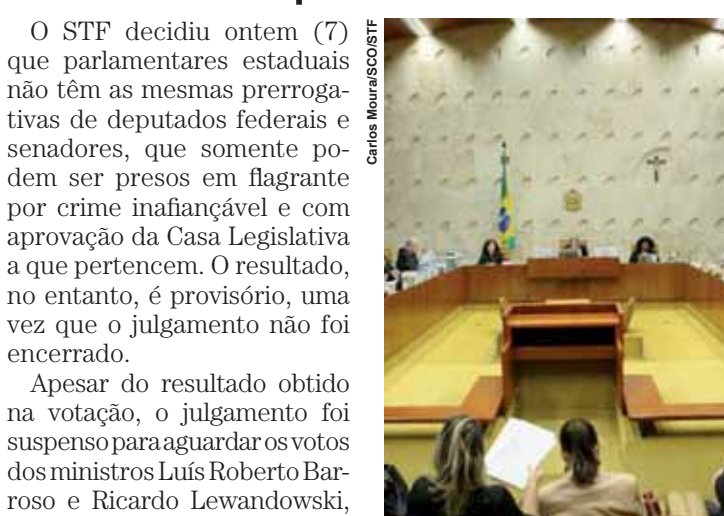 O STF decidiu ontem (7)
que parlamentares estaduais
não têm as mesmas prerroga-
tivas de deputados federais e
senadores, que somente po-
dem ser presos em flagrante
por crime inafiançável e com
aprovação da Casa Legislativa
a que pertencem. O resultado,
no entanto, é provisório, uma
vez que o julgamento não foi
encerrado.
Apesar do resultado obtido
na votação, o julgamento foi
suspenso para aguardar os votos
dos ministros Luís Roberto Bar-
roso e Ricardo Lewandowski,
Carlos Moura/SCO/STF